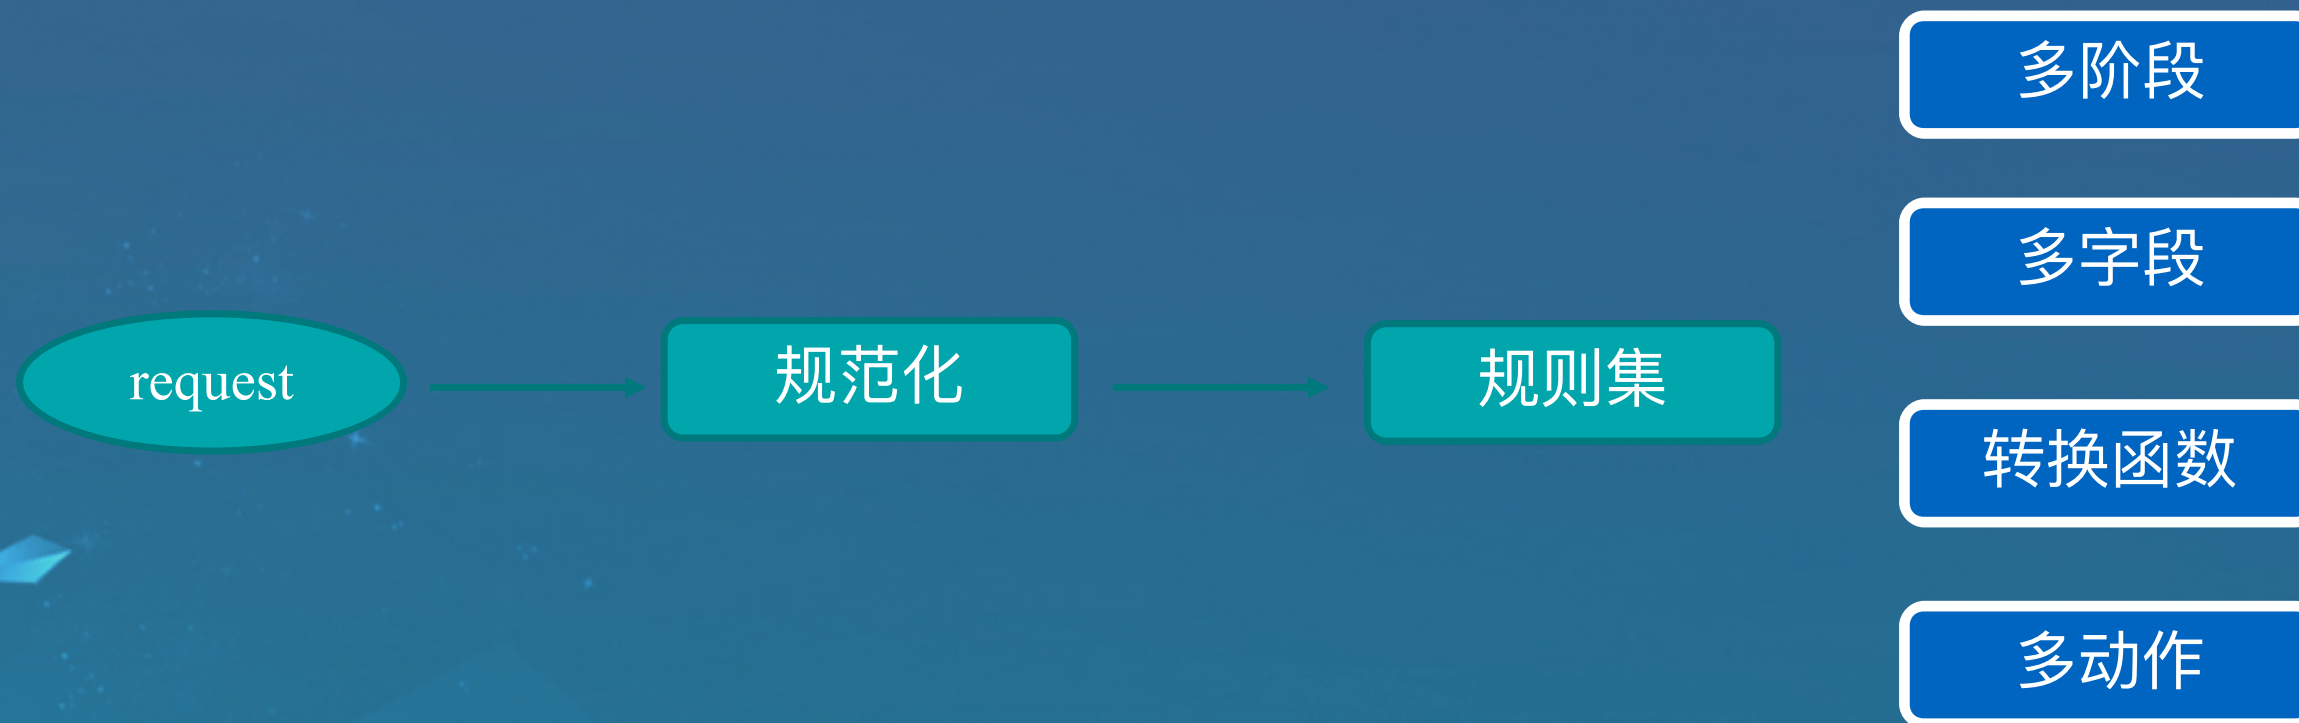 多阶段
多字段
request
规范化
规则集
转换函数
多动作